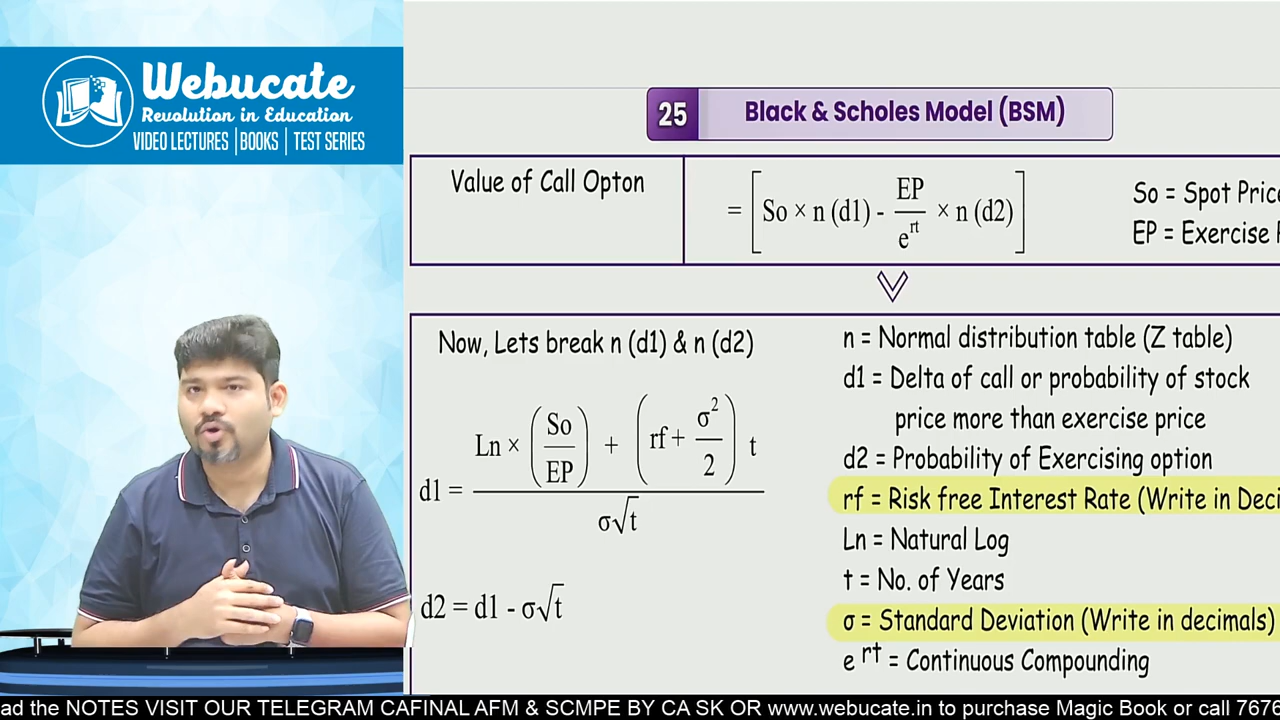 Webucate
Revolution in Education
VIDEO LECTURES | BOOKS | TEST SERIES
25 Black & Scholes Model (BSM)
Value of Call Opton
= [So × n (d1) - EP/e^rt × n (d2)]
So = Spot
EP = Exercise
Now, Lets break n (d1) & n (d2)
d1 = Ln × (So/EP) + (rf + σ²/2) t / σ√t
d2 = d1 - σ√t
n = Normal distribution table (Z table)
d1 = Delta of call or probability of stock
price more than exercise price
d2 = Probability of Exercising option
rf = Risk free Interest Rate (Write in
Ln = Natural Log
t = No. of Years
σ = Standard Deviation (Write in decimals)
e^rt = Continuous Compounding
ad the NOTES VISIT OUR TELEGRAM CAFINAL AFM & SCMPE BY CA SK OR www.webucate.in to purchase Magic Book or call 7676